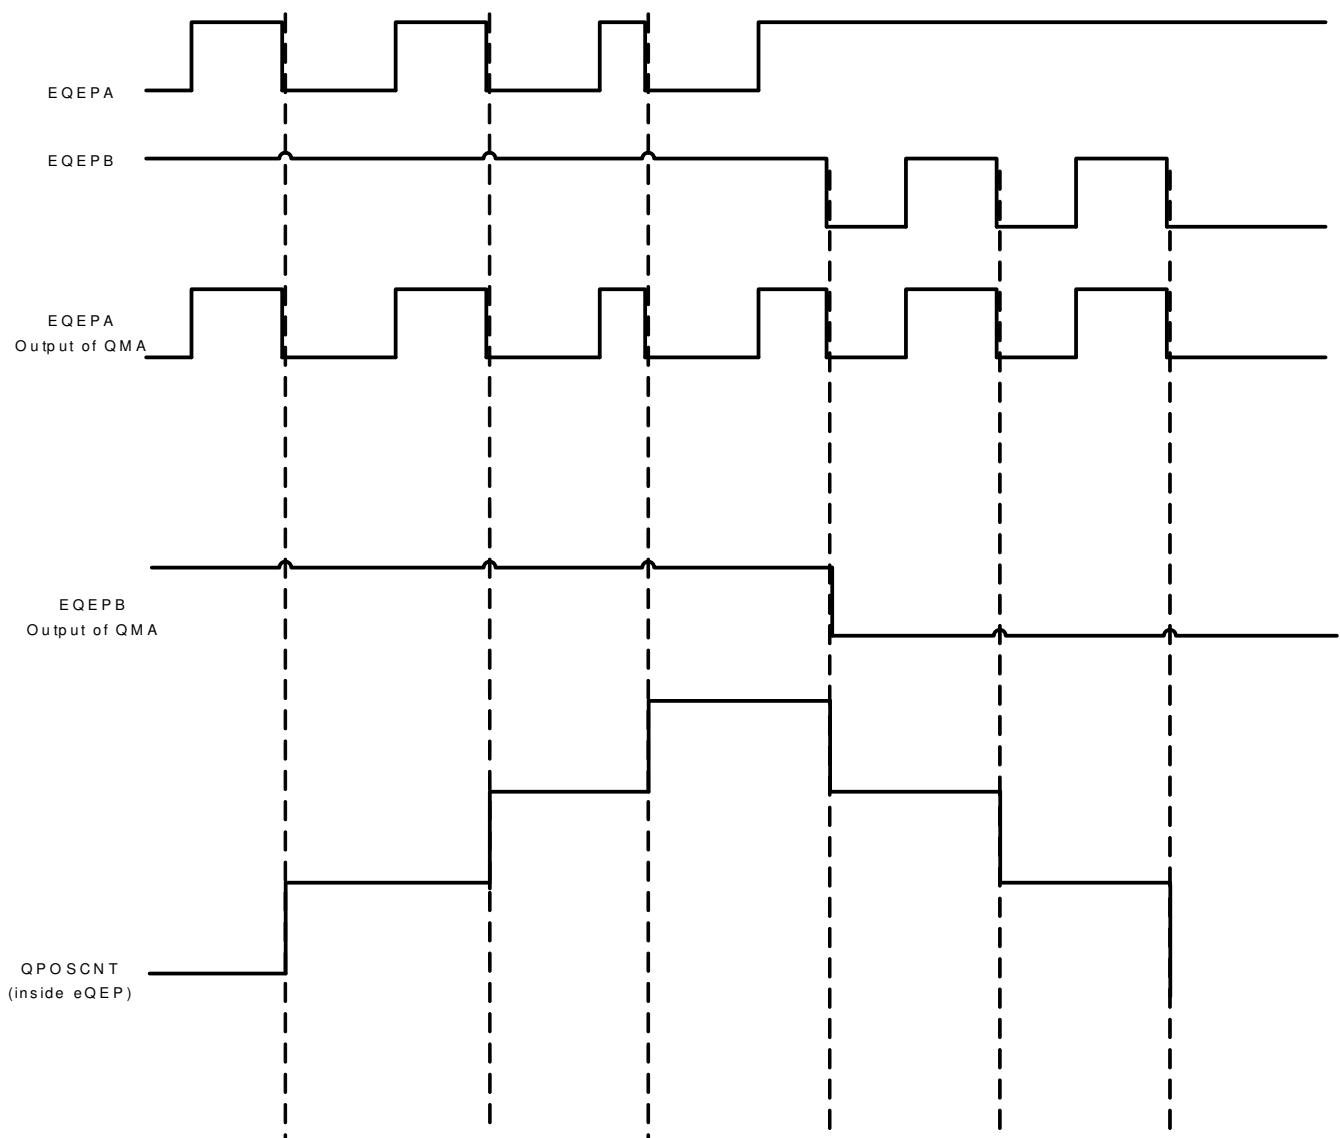 EQEPA
EQEPB
EQEPA
Output of QMA
EQEPB
Output of QMA
QPOSCNT
(inside eQEP)